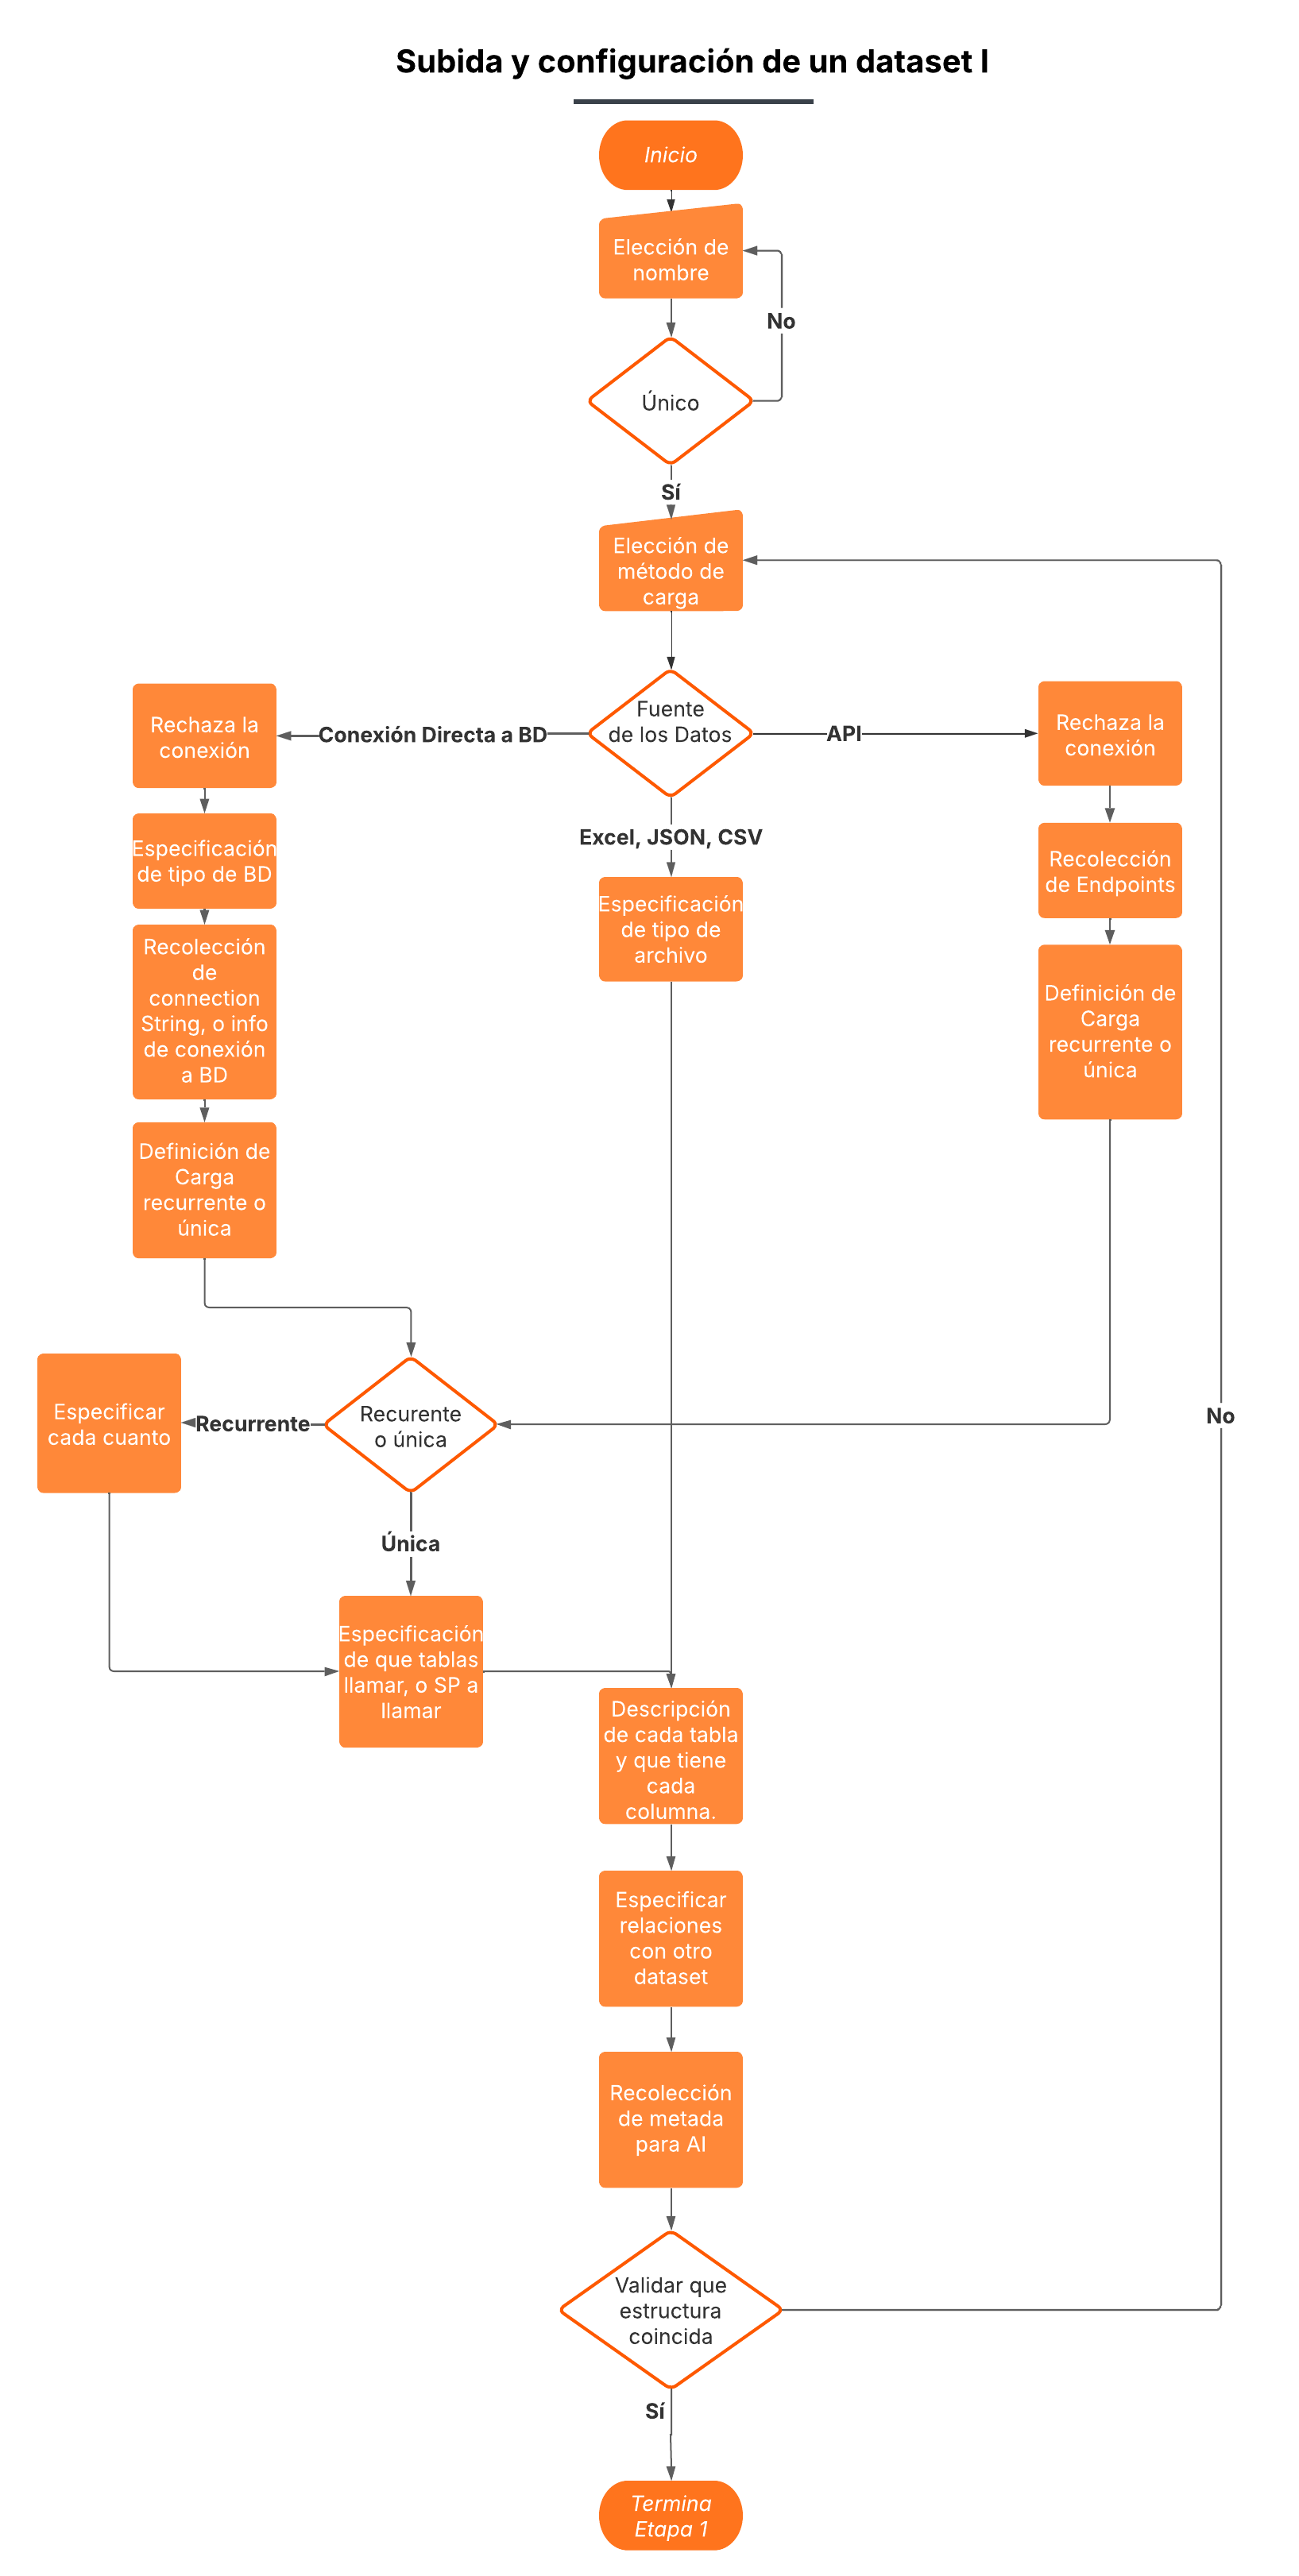 Subida y configuración de un dataset I
Inicio
Elección de
nombre
No
Único
Sí
Elección de
método de
carga
Fuente
de los Datos
Conexión Directa a BD
API
Excel, JSON, CSV
Rechaza la
conexión
Especificación
de tipo de BD
Recolección
de
connection
String, o info
de conexión
a BD
Definición de
Carga
recurrente o
única
Especificación
de tipo de
archivo
Rechaza la
conexión
Recolección
de Endpoints
Definición de
Carga
recurrente o
única
Recurente
o única
Recurrente
Especificar
cada cuanto
Única
No
Especificación
de que tablas
llamar, o SP a
llamar
Descripción
de cada tabla
y que tiene
cada
columna.
Especificar
relaciones
con otro
dataset
Recolección
de metada
para AI
Validar que
estructura
coincida
Sí
Termina
Etapa 1